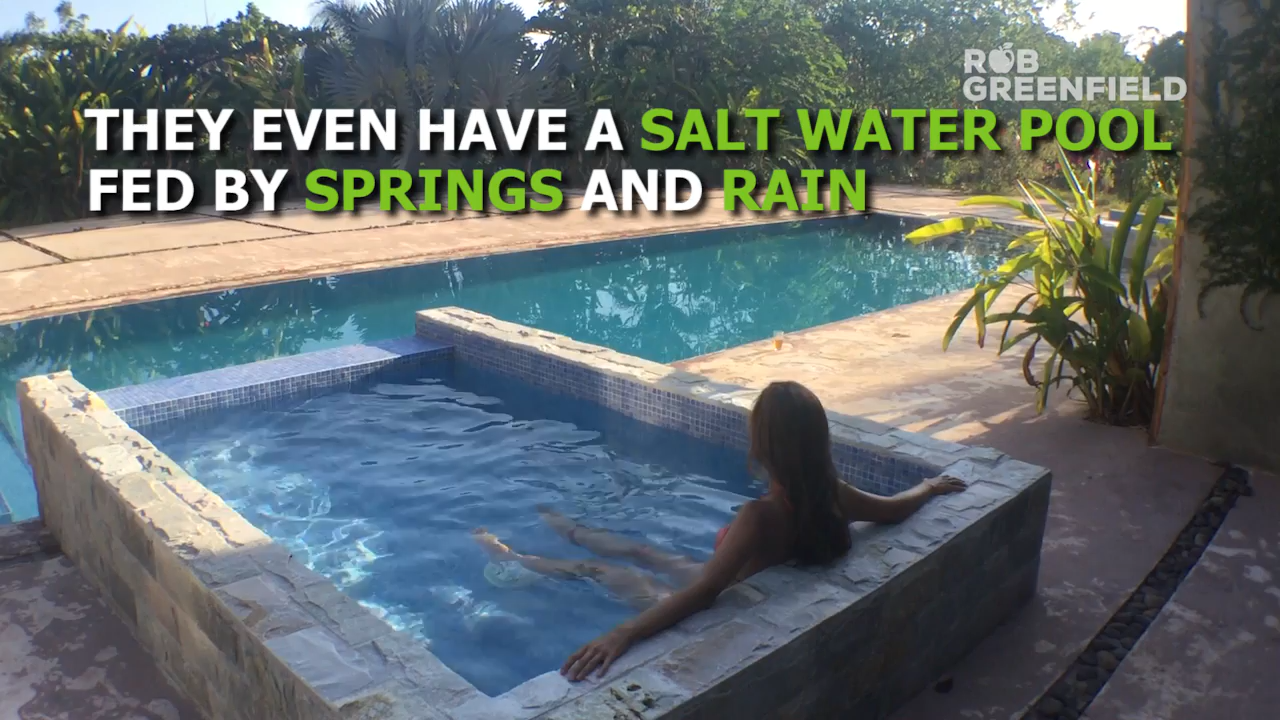 ROB
GREENFIELD
THEY EVEN HAVE A SALT WATER POOL
FED BY SPRINGS AND RAIN